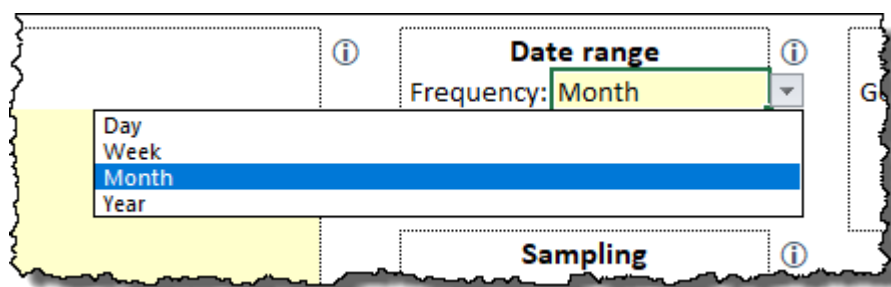 Date range
Frequency: Month
Day
Week
Month
Year
Sampling